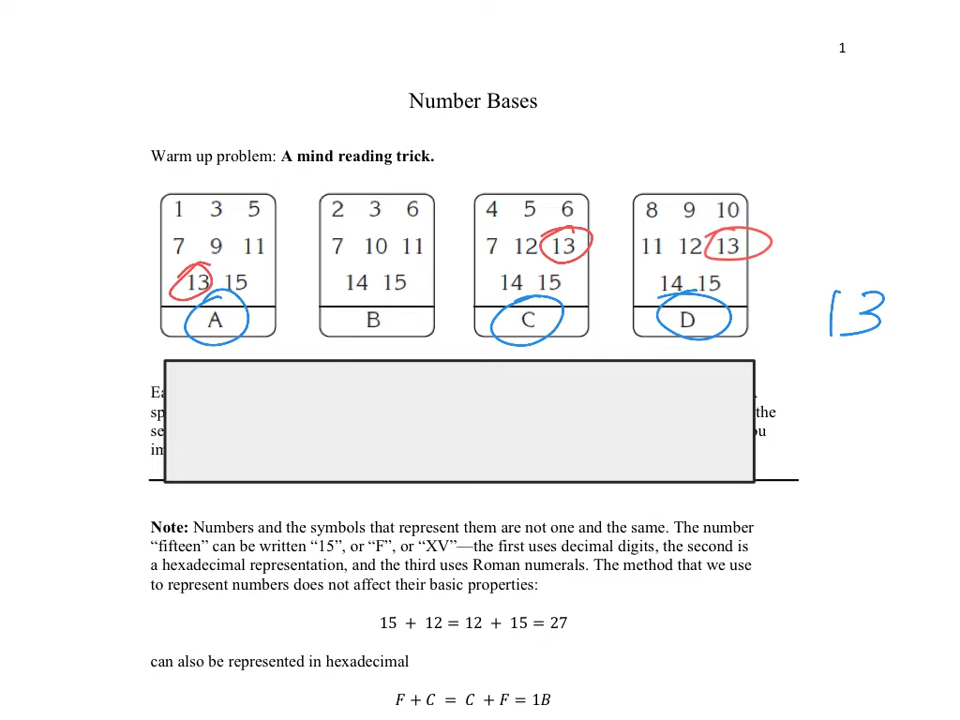 1
Number Bases
Warm up problem: A mind reading trick.
1 3 5 2 3 6 4 5 6 8 9 10
7 9 11 7 10 11 7 12 13 11 12 13
13 15 14 15 14 15 14 15
A B C D
13
the
Note: Numbers and the symbols that represent them are not one and the same. The number
“fifteen” can be written “15”, or “F”, or “XV”—the first uses decimal digits, the second is
a hexadecimal representation, and the third uses Roman numerals. The method that we use
to represent numbers does not affect their basic properties:
15 + 12 = 12 + 15 = 27
can also be represented in hexadecimal
F + C = C + F = 1B